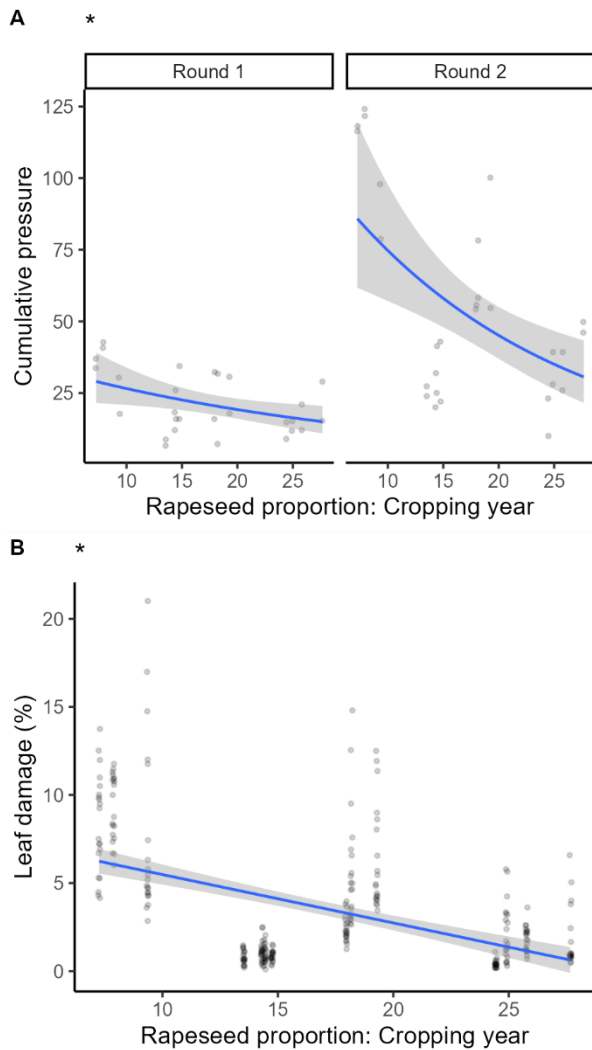 A *
Round 1 Round 2
Cumulative pressure
125
100
75
50
25
10 15 20 25 10 15 20 25
Rapeseed proportion: Cropping year
B *
Leaf damage (%)
20
15
10
5
0
10 15 20 25
Rapeseed proportion: Cropping year